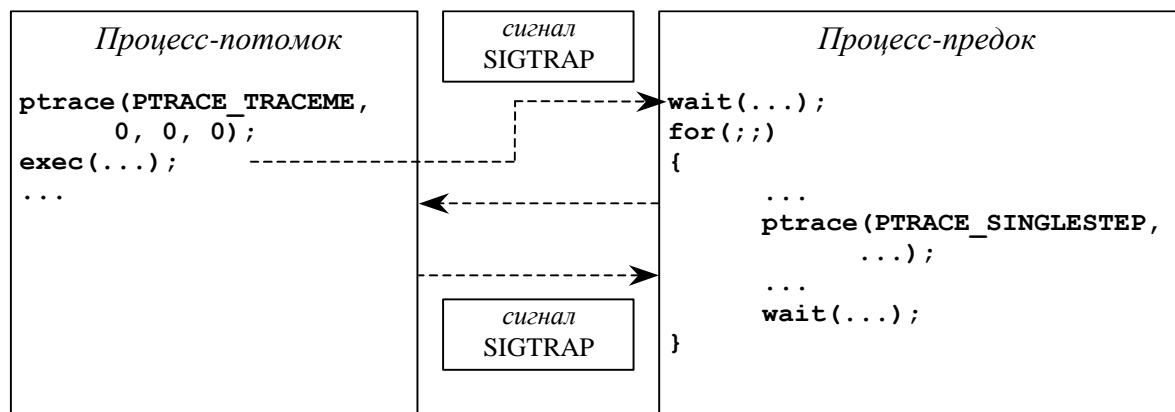 Процесс-потомок
ptrace(PTRACE_TRACEME,
0, 0, 0);
exec(...);
...
сигнал
SIGTRAP
сигнал
SIGTRAP
Процесс-предок
wait(...);
for(;;)
{
...
ptrace(PTRACE_SINGLESTEP,
...);
...
wait(...);
}